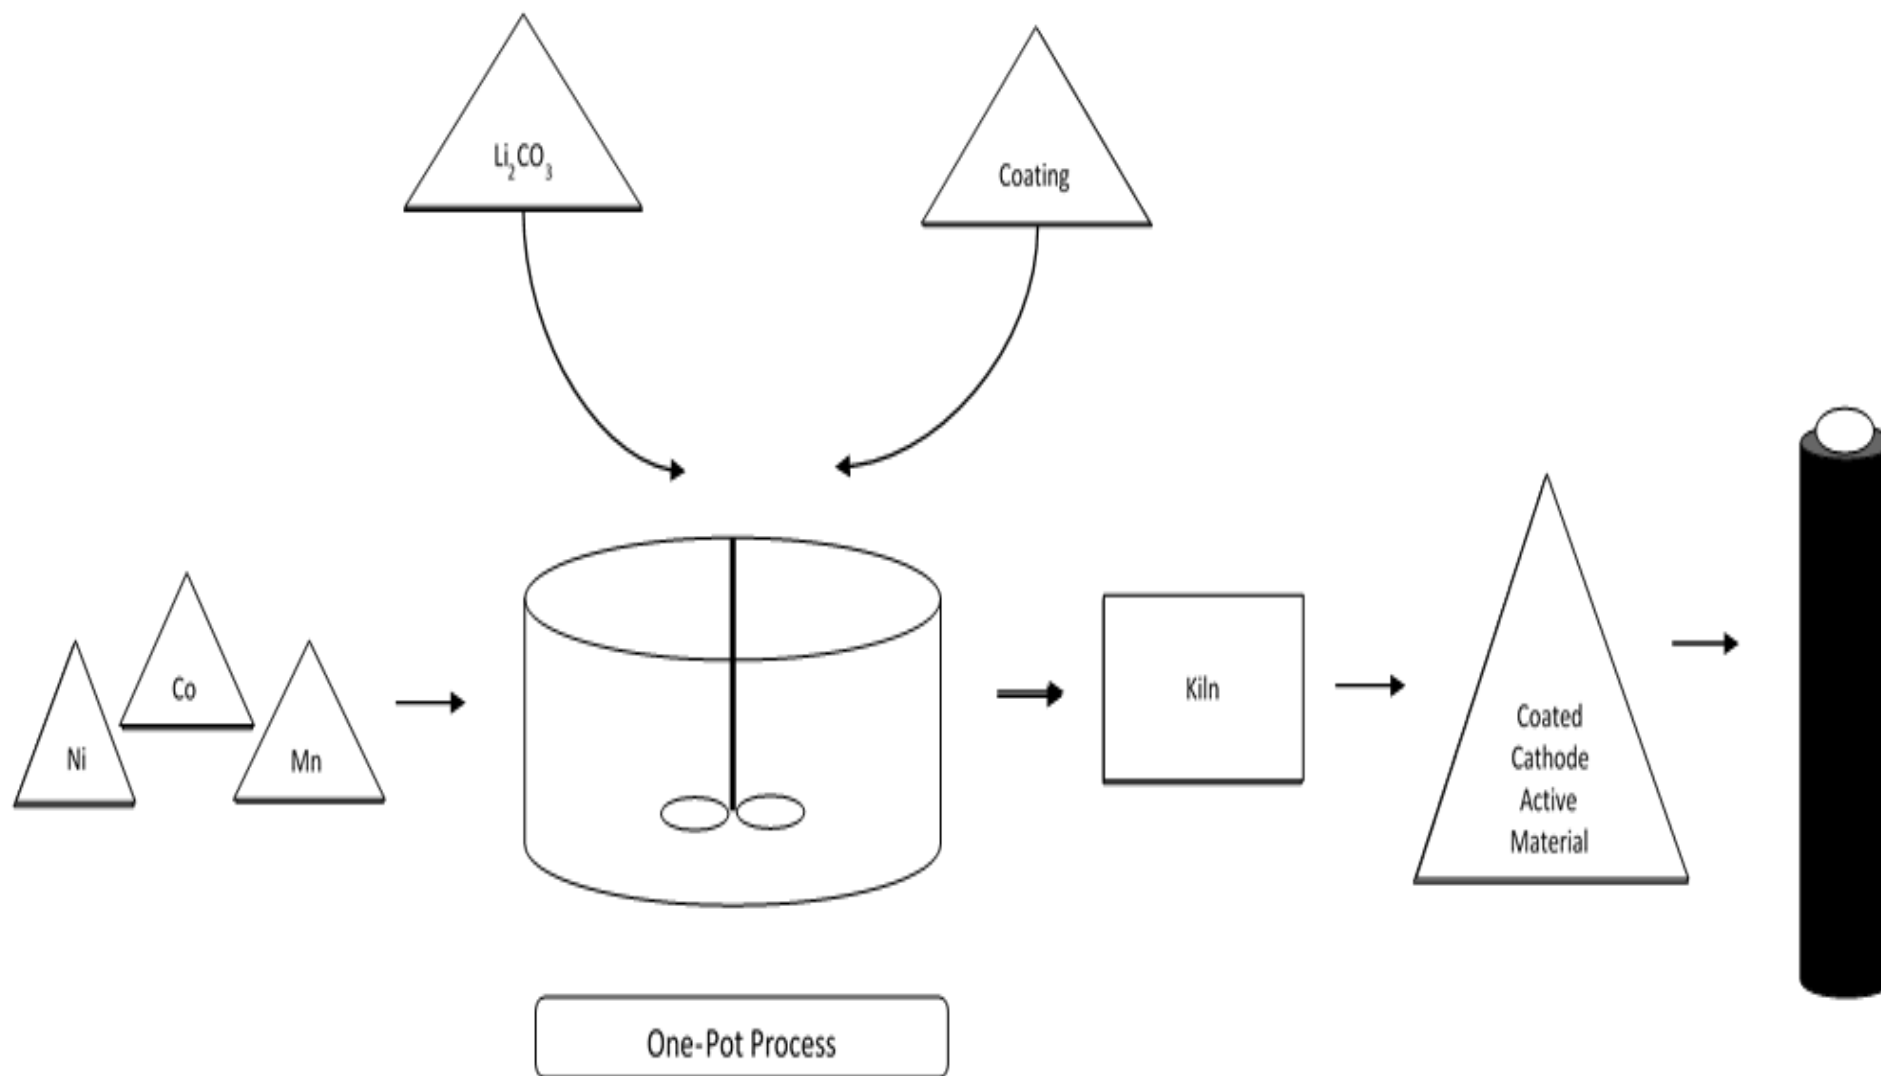 Li₂CO₃
Coating
Co
Ni
Mn
Kiln
Coated
Cathode
Active
Material
One-Pot Process